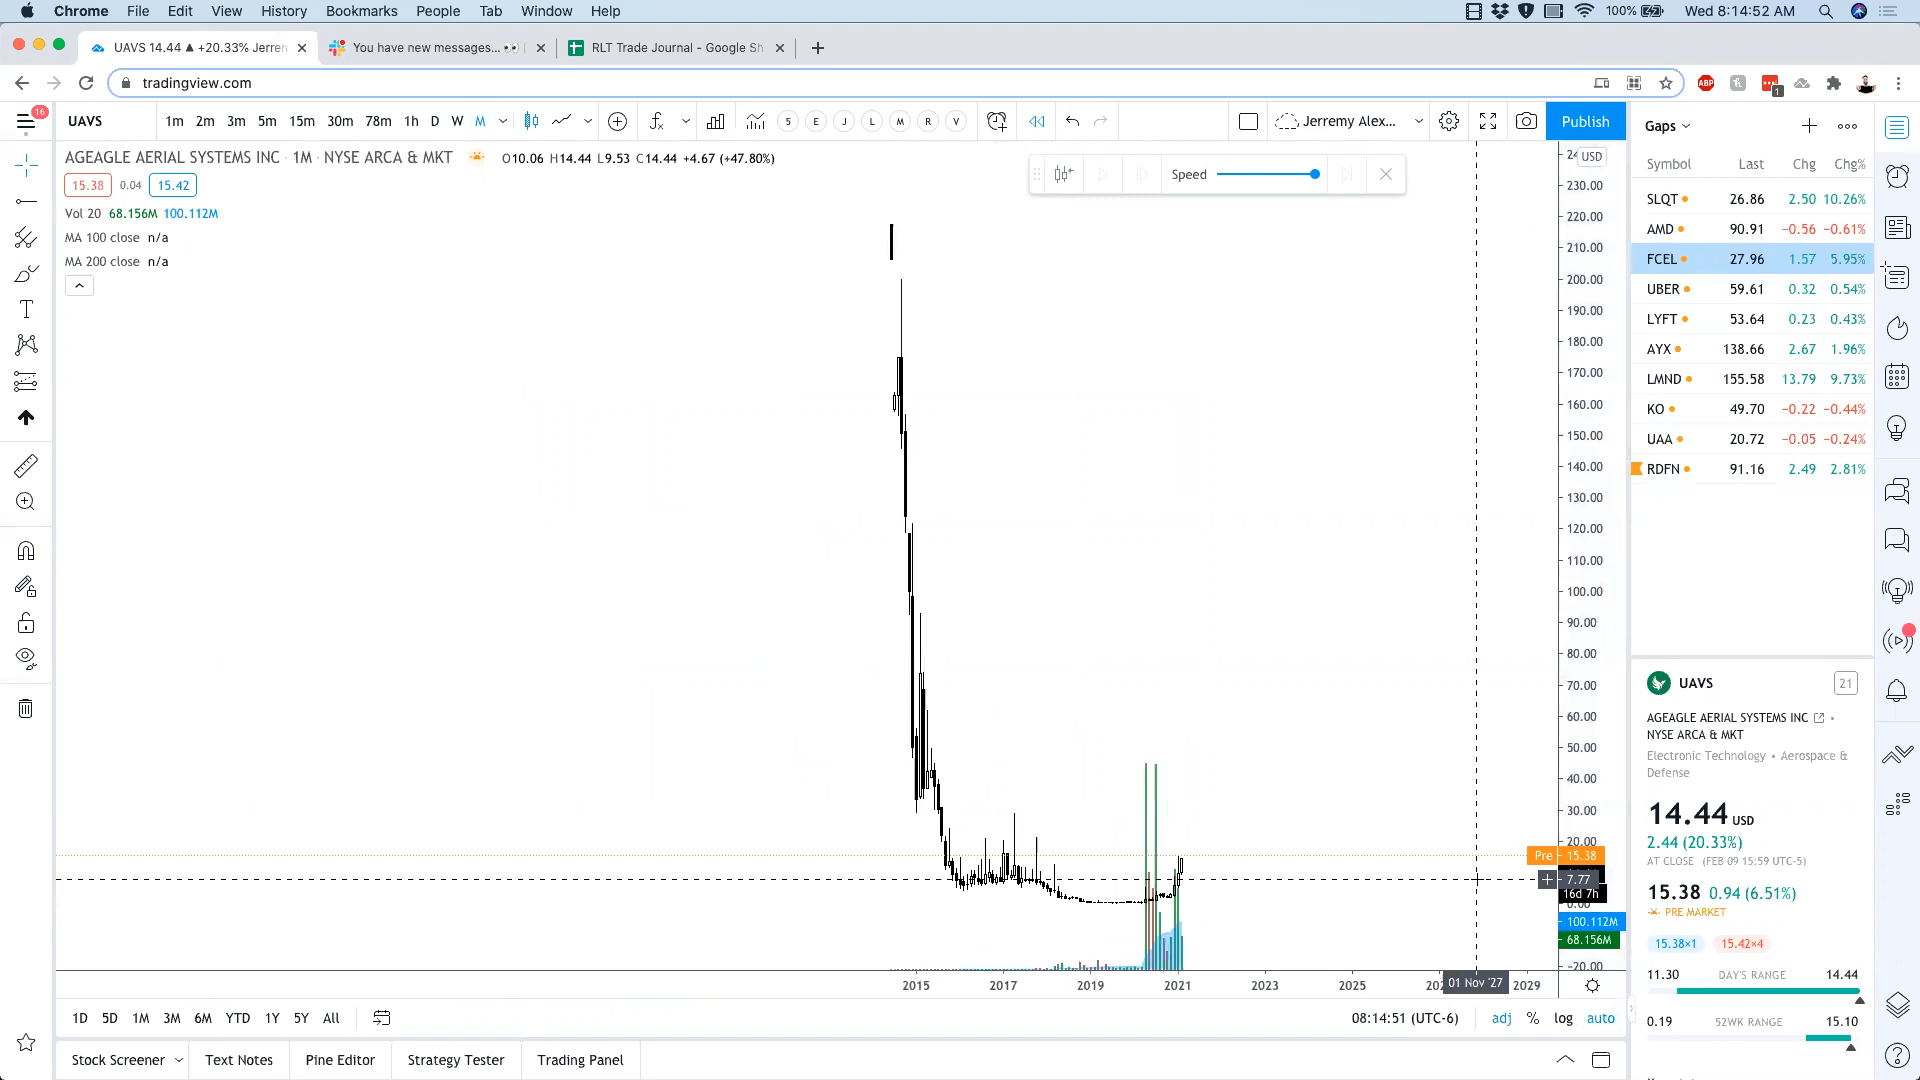 Chrome File Edit View History Bookmarks People Tab Window Help 100% Wed 8:14:52 AM
UAVS 14.44 ▲ +20.33% Jerren You have new messages... 👀 RLT Trade Journal - Google Sh
tradingview.com ABP 1
16 UAVS 1m 2m 3m 5m 15m 30m 78m 1h D W M S E J L M R V Jerremy Alex... Publish Gaps
AGEAGLE AERIAL SYSTEMS INC · 1M · NYSE ARCA & MKT O10.06 H14.44 L9.53 C14.44 +4.67 (+47.80%)
15.38 0.04 15.42
Vol 20 68.156M 100.112M
MA 100 close n/a
MA 200 close n/a
Speed
USD
230.00
220.00
210.00
200.00
190.00
180.00
170.00
160.00
150.00
140.00
130.00
120.00
110.00
100.00
90.00
80.00
70.00
60.00
50.00
40.00
30.00
20.00
Pre 15.38
7.77
16d 7h
0.00
100.112M
68.156M
-20.00
2015 2017 2019 2021 2023 2025 01 Nov '27 2029
Symbol Last Chg Chg%
SLQT 26.86 2.50 10.26%
AMD 90.91 −0.56 −0.61%
FCEL 27.96 1.57 5.95%
UBER 59.61 0.32 0.54%
LYFT 53.64 0.23 0.43%
AYX 138.66 2.67 1.96%
LMND 155.58 13.79 9.73%
KO 49.70 −0.22 −0.44%
UAA 20.72 −0.05 −0.24%
RDFN 91.16 2.49 2.81%
UAVS 21
AGEAGLE AERIAL SYSTEMS INC
NYSE ARCA & MKT
Electronic Technology • Aerospace &
Defense
14.44 USD
2.44 (20.33%)
AT CLOSE (FEB 09 15:59 UTC-5)
15.38 0.94 (6.51%)
PRE MARKET
15.38×1 15.42×4
11.30 DAY'S RANGE 14.44
0.19 52WK RANGE 15.10
1D 5D 1M 3M 6M YTD 1Y 5Y All 08:14:51 (UTC-6) adj % log auto
Stock Screener Text Notes Pine Editor Strategy Tester Trading Panel